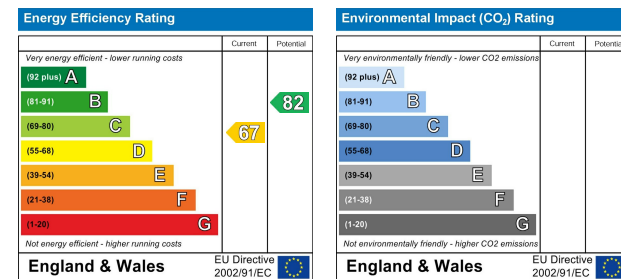 Energy Efficiency Rating
Current Potential
Very energy efficient - lower running costs
(92 plus) A
(81-91) B
(69-80) C
(55-68) D
(39-54) E
(21-38) F
(1-20) G
67
82
Not energy efficient - higher running costs
England & Wales
EU Directive
2002/91/EC
Environmental Impact (CO₂) Rating
Current Potential
Very environmentally friendly - lower CO2 emissions
(92 plus) A
(81-91) B
(69-80) C
(55-68) D
(39-54) E
(21-38) F
(1-20) G
Not environmentally friendly - higher CO2 emissions
England & Wales
EU Directive
2002/91/EC